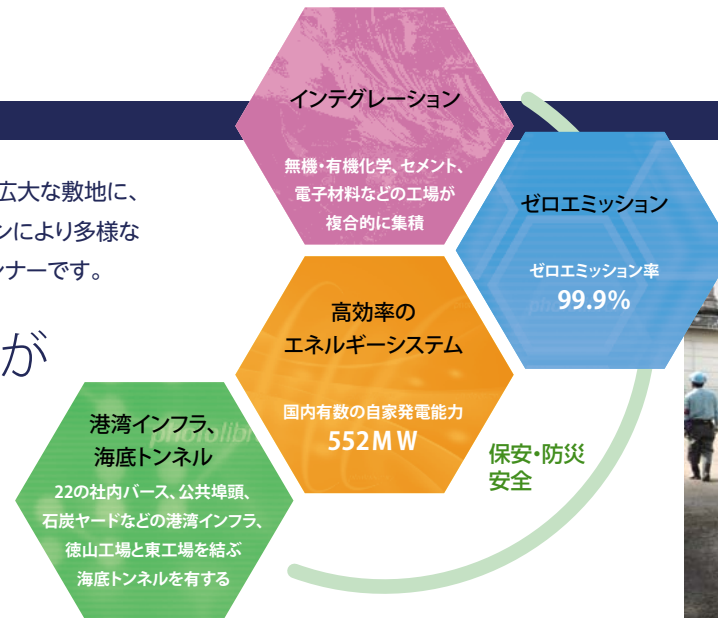 インテグレーション
無機・有機化学、セメント、
電子材料などの工場が
複合的に集積
広大な敷地に、
ンにより多様な
ンナーです。
が
ゼロエミッション
ゼロエミッション率
99.9%
高効率の
エネルギーシステム
国内有数の自家発電能力
552MW
港湾インフラ、
海底トンネル
22の社内バース、公共埠頭、
石炭ヤードなどの港湾インフラ、
徳山工場と東工場を結ぶ
海底トンネルを有する
保安・防災
安全